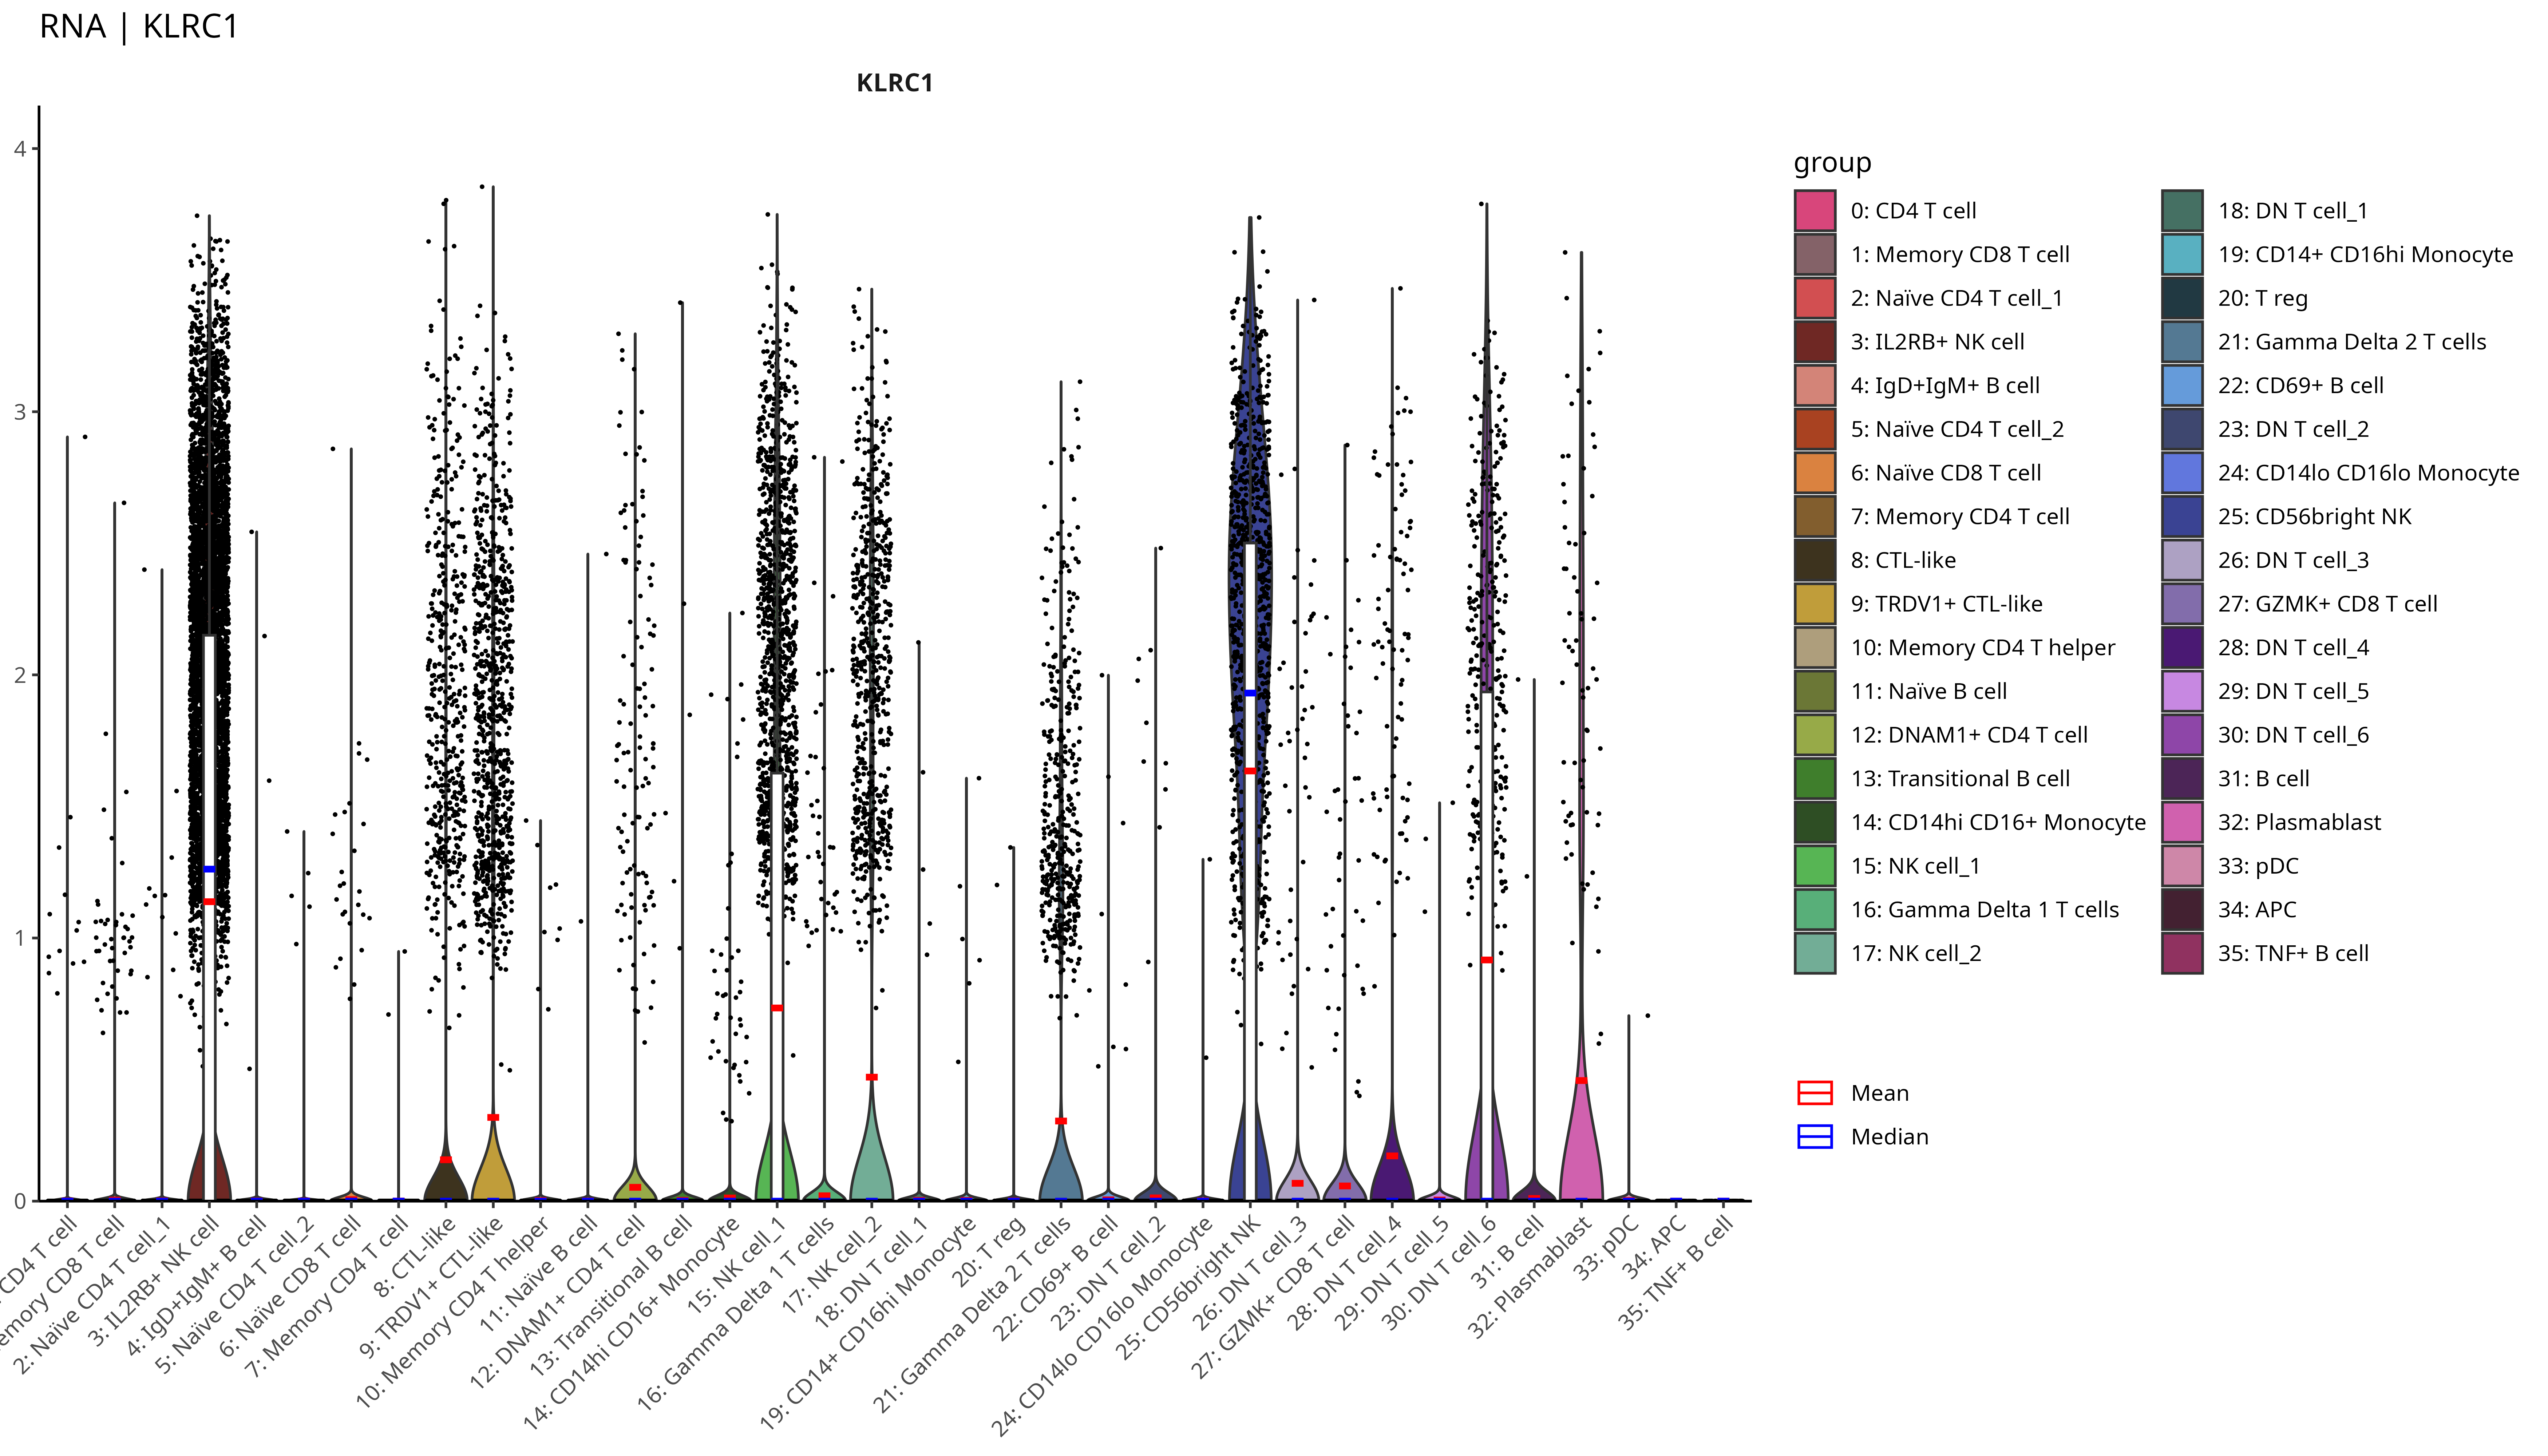 RNA | KLRC1
KLRC1
4
3
2
1
0
CD4 T cell
Memory CD8 T cell
2: Naïve CD4 T cell_1
3: IL2RB+ NK cell
4: IgD+IgM+ B cell
5: Naïve CD4 T cell_2
6: Naïve CD8 T cell
7: Memory CD4 T cell
8: CTL-like
9: TRDV1+ CTL-like
10: Memory CD4 T helper
11: Naïve B cell
12: DNAM1+ CD4 T cell
13: Transitional B cell
14: CD14hi CD16+ Monocyte
15: NK cell_1
16: Gamma Delta 1 T cells
17: NK cell_2
18: DN T cell_1
19: CD14+ CD16hi Monocyte
20: T reg
21: Gamma Delta 2 T cells
22: CD69+ B cell
23: DN T cell_2
24: CD14lo CD16lo Monocyte
25: CD56bright NK
26: DN T cell_3
27: GZMK+ CD8 T cell
28: DN T cell_4
29: DN T cell_5
30: DN T cell_6
31: B cell
32: Plasmablast
33: pDC
34: APC
35: TNF+ B cell
group
0: CD4 T cell
1: Memory CD8 T cell
2: Naïve CD4 T cell_1
3: IL2RB+ NK cell
4: IgD+IgM+ B cell
5: Naïve CD4 T cell_2
6: Naïve CD8 T cell
7: Memory CD4 T cell
8: CTL-like
9: TRDV1+ CTL-like
10: Memory CD4 T helper
11: Naïve B cell
12: DNAM1+ CD4 T cell
13: Transitional B cell
14: CD14hi CD16+ Monocyte
15: NK cell_1
16: Gamma Delta 1 T cells
17: NK cell_2
18: DN T cell_1
19: CD14+ CD16hi Monocyte
20: T reg
21: Gamma Delta 2 T cells
22: CD69+ B cell
23: DN T cell_2
24: CD14lo CD16lo Monocyte
25: CD56bright NK
26: DN T cell_3
27: GZMK+ CD8 T cell
28: DN T cell_4
29: DN T cell_5
30: DN T cell_6
31: B cell
32: Plasmablast
33: pDC
34: APC
35: TNF+ B cell
Mean
Median